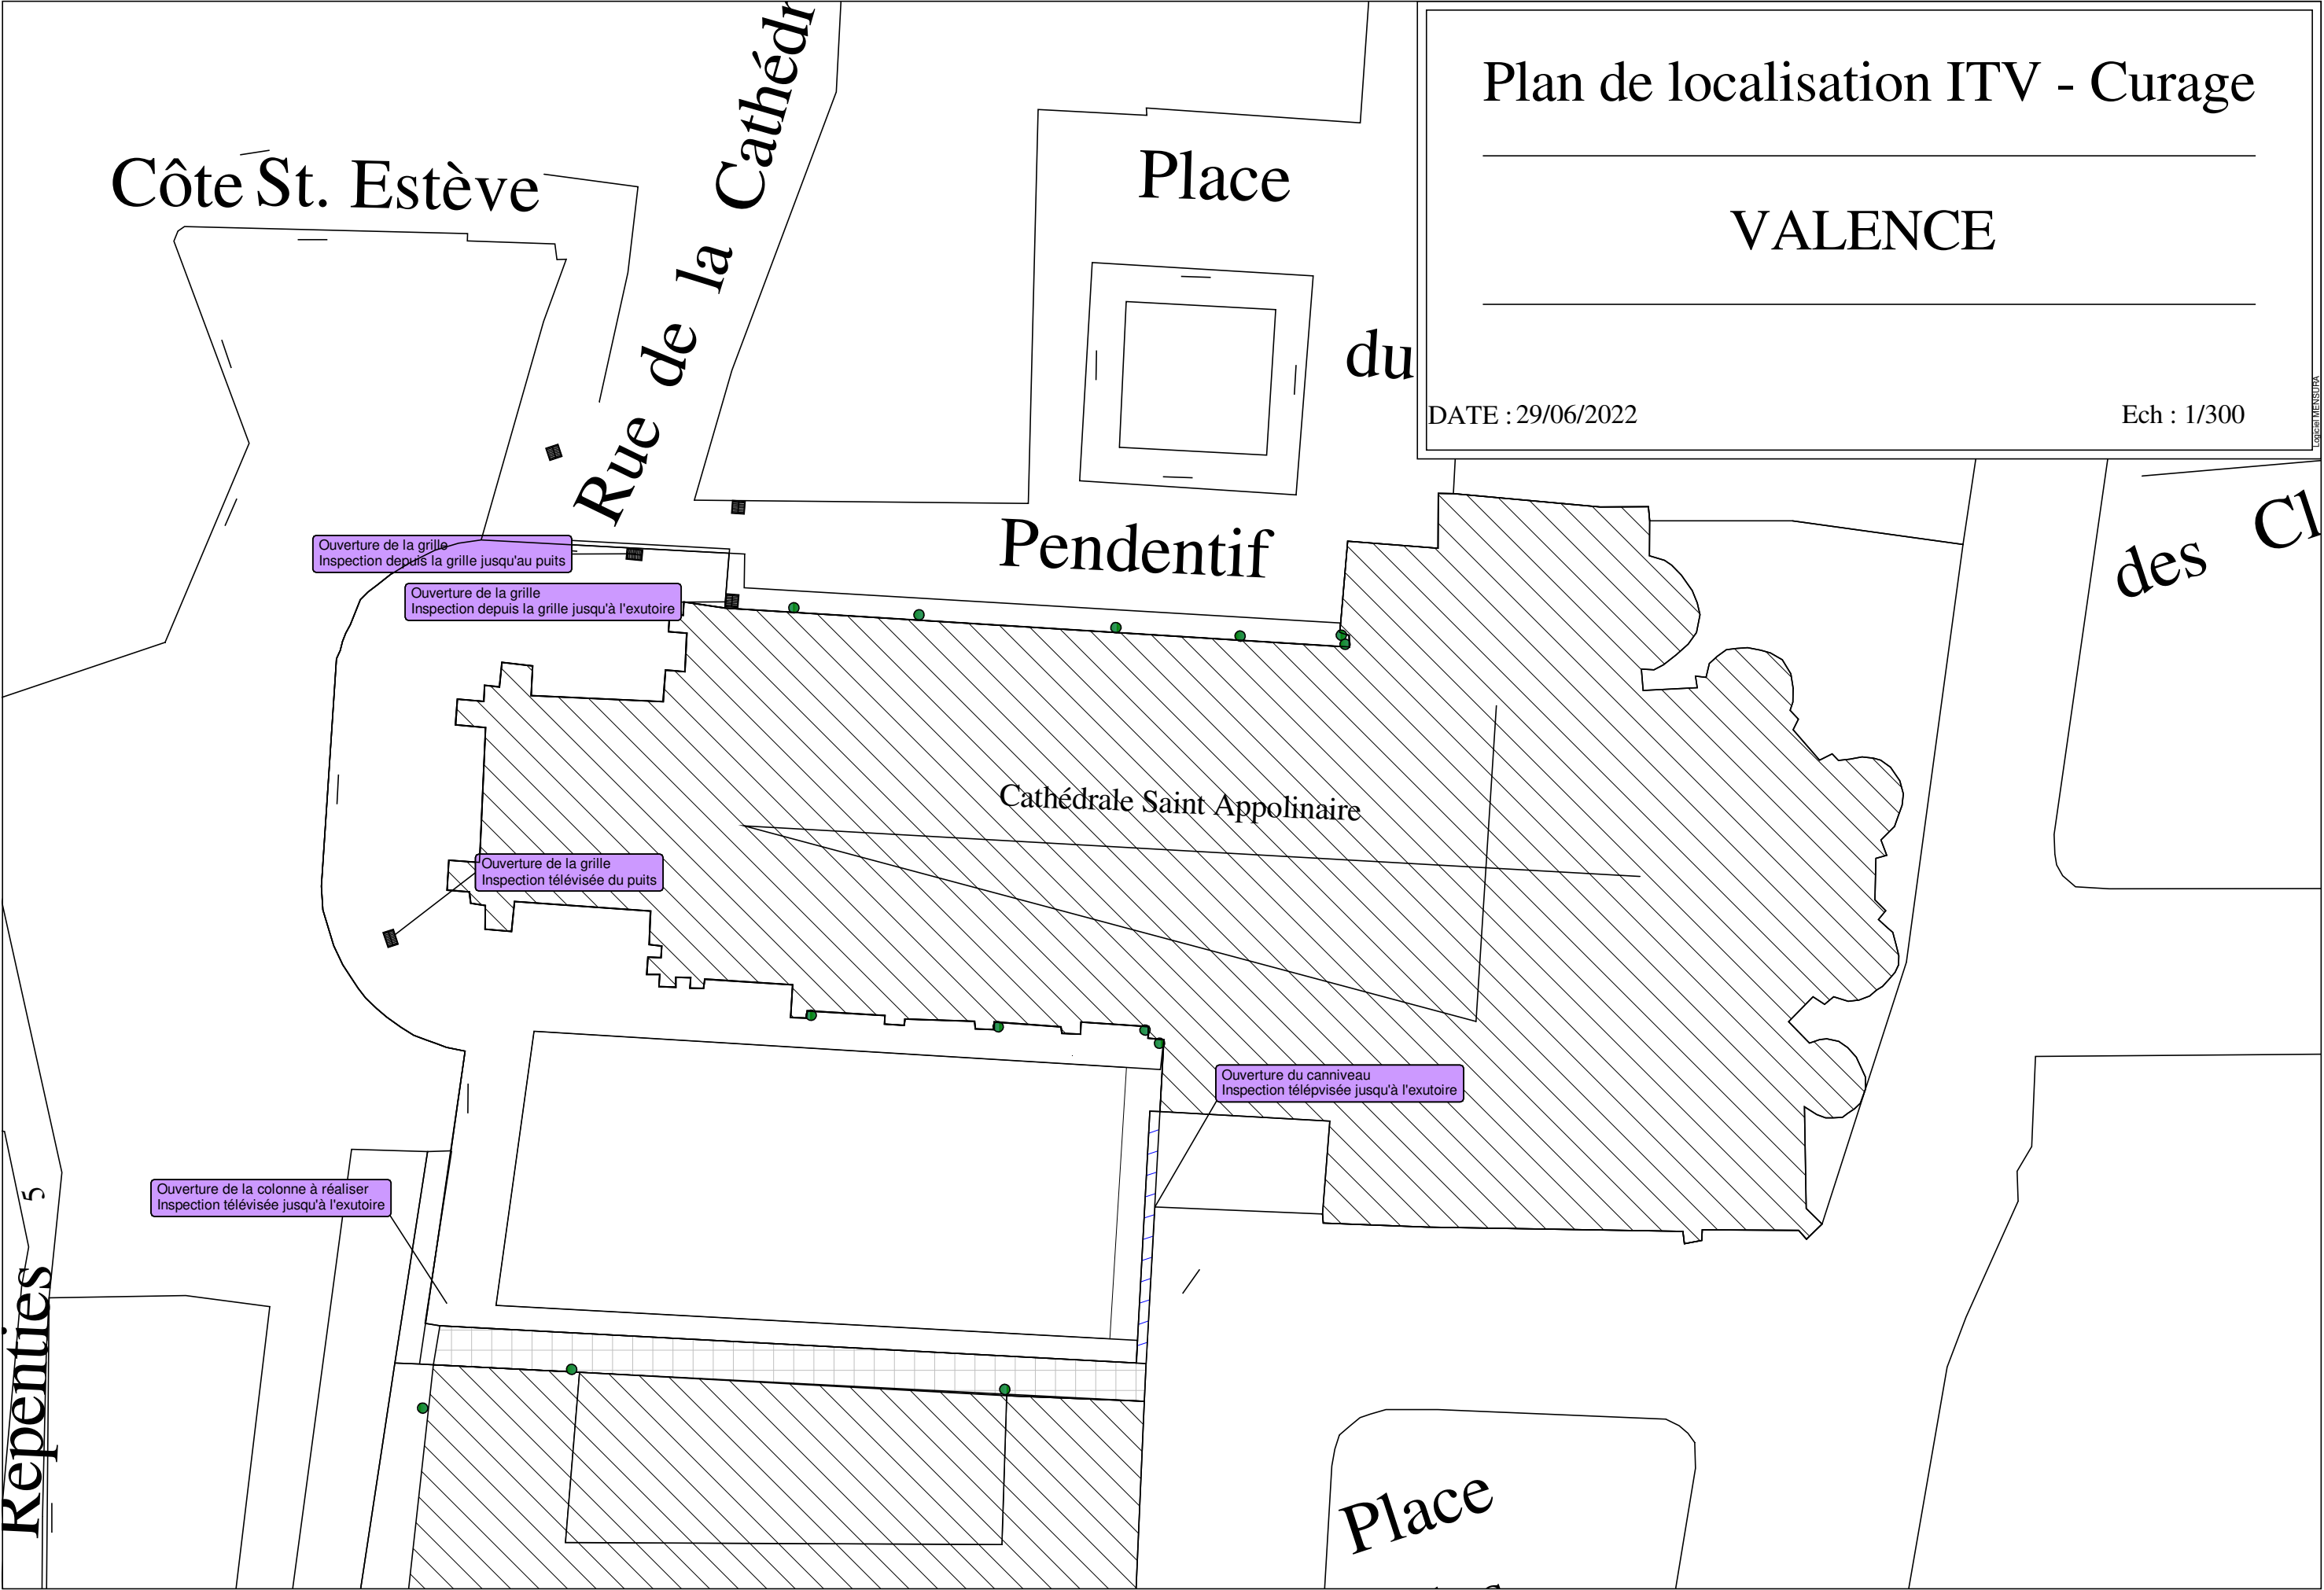 Plan de localisation ITV - Curage
VALENCE
DATE : 29/06/2022
Ech : 1/300
Logiciel MENSURA
Côte St. Estève
Rue de la Cathédr
Place
du
Pendentif
des Cl
Ouverture de la grille
Inspection depuis la grille jusqu'au puits
Ouverture de la grille
Inspection depuis la grille jusqu'à l'exutoire
Cathédrale Saint Appolinaire
Ouverture de la grille
Inspection télévisée du puits
Ouverture du canniveau
Inspection télépvisée jusqu'à l'exutoire
Ouverture de la colonne à réaliser
Inspection télévisée jusqu'à l'exutoire
5
Repenties
Place